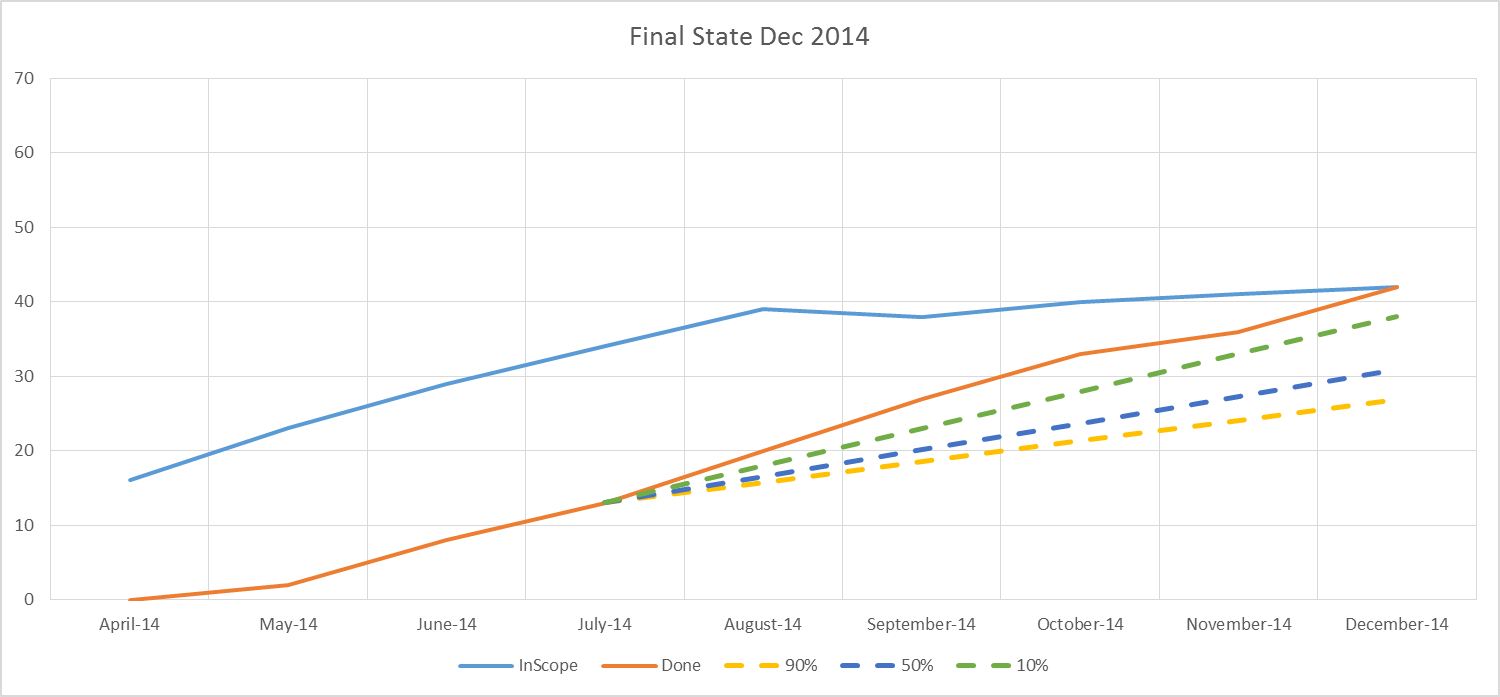 Final State Dec 2014
70
60
50
40
30
20
10
0
April-14 May-14 June-14 July-14 August-14 September-14 October-14 November-14 December-14
InScope Done 90% 50% 10%